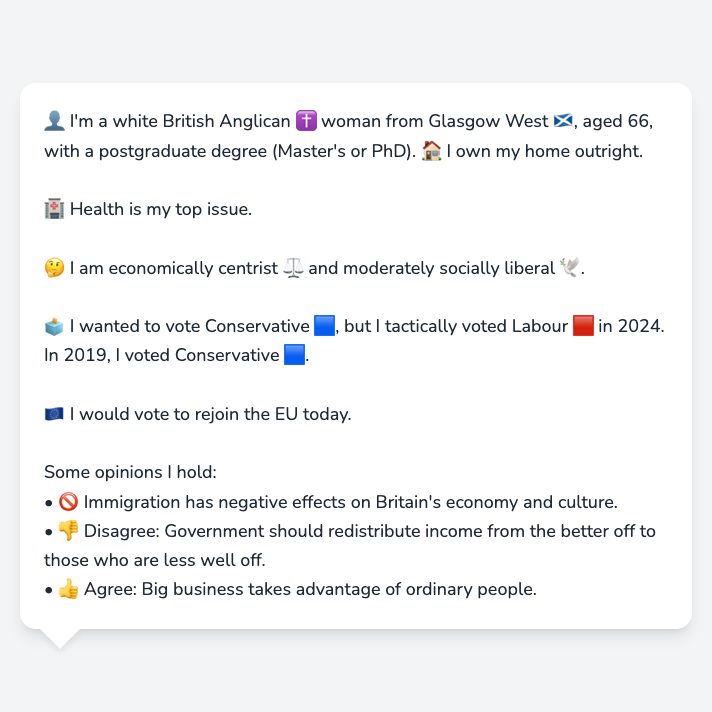 👤 I'm a white British Anglican ✝️ woman from Glasgow West 🏴󠁧󠁢󠁳󠁣󠁴󠁿, aged 66,
with a postgraduate degree (Master's or PhD). 🏠 I own my home outright.
🏥 Health is my top issue.
🤔 I am economically centrist ⚖️ and moderately socially liberal 🕊️.
🗳️ I wanted to vote Conservative 🟦, but I tactically voted Labour 🟥 in 2024.
In 2019, I voted Conservative 🟦.
🇪🇺 I would vote to rejoin the EU today.
Some opinions I hold:
• 🚫 Immigration has negative effects on Britain's economy and culture.
• 👎 Disagree: Government should redistribute income from the better off to
those who are less well off.
• 👍 Agree: Big business takes advantage of ordinary people.